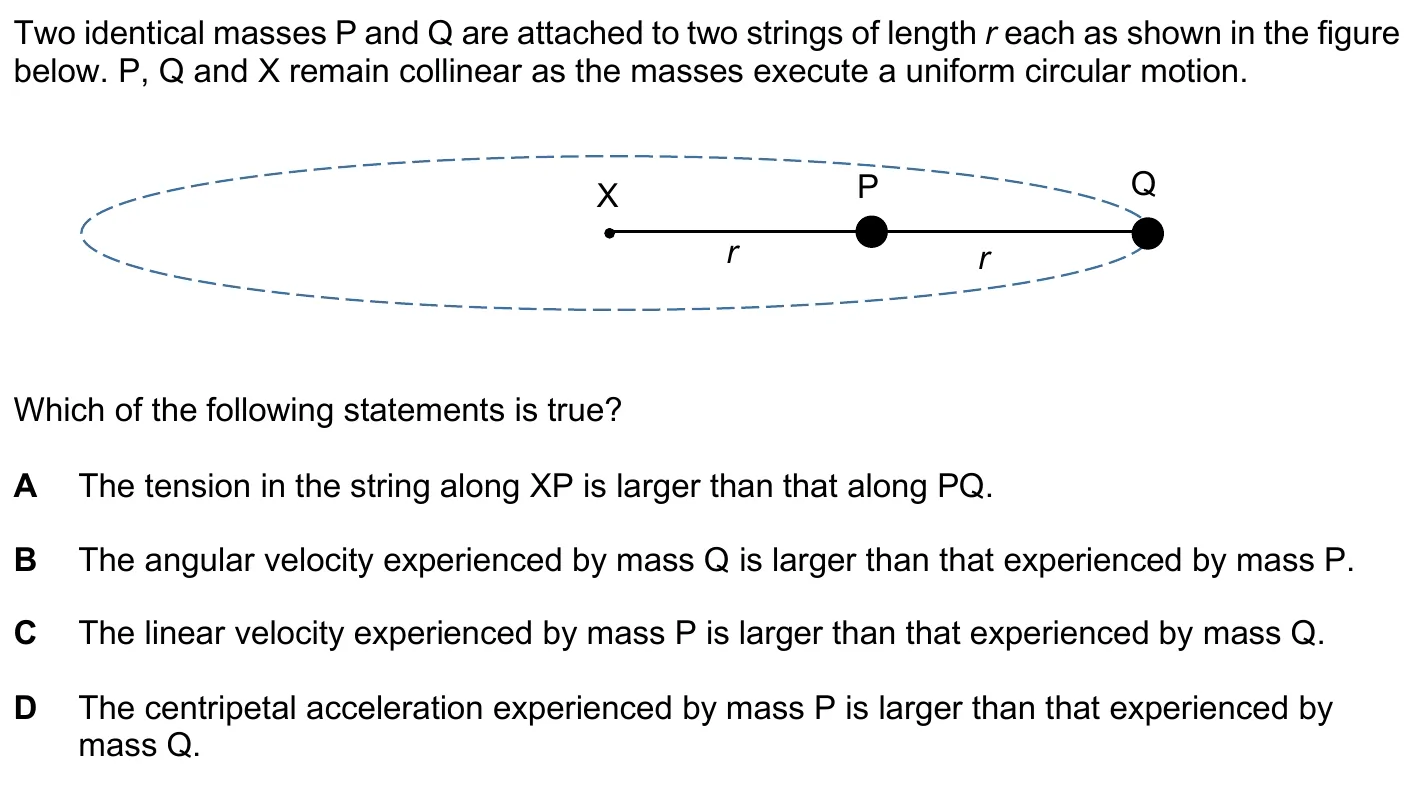 Two identical masses P and Q are attached to two strings of length r each as shown in the figure
below. P, Q and X remain collinear as the masses execute a uniform circular motion.
X
P
Q
r
r
Which of the following statements is true?
A The tension in the string along XP is larger than that along PQ.
B The angular velocity experienced by mass Q is larger than that experienced by mass P.
C The linear velocity experienced by mass P is larger than that experienced by mass Q.
D The centripetal acceleration experienced by mass P is larger than that experienced by
mass Q.